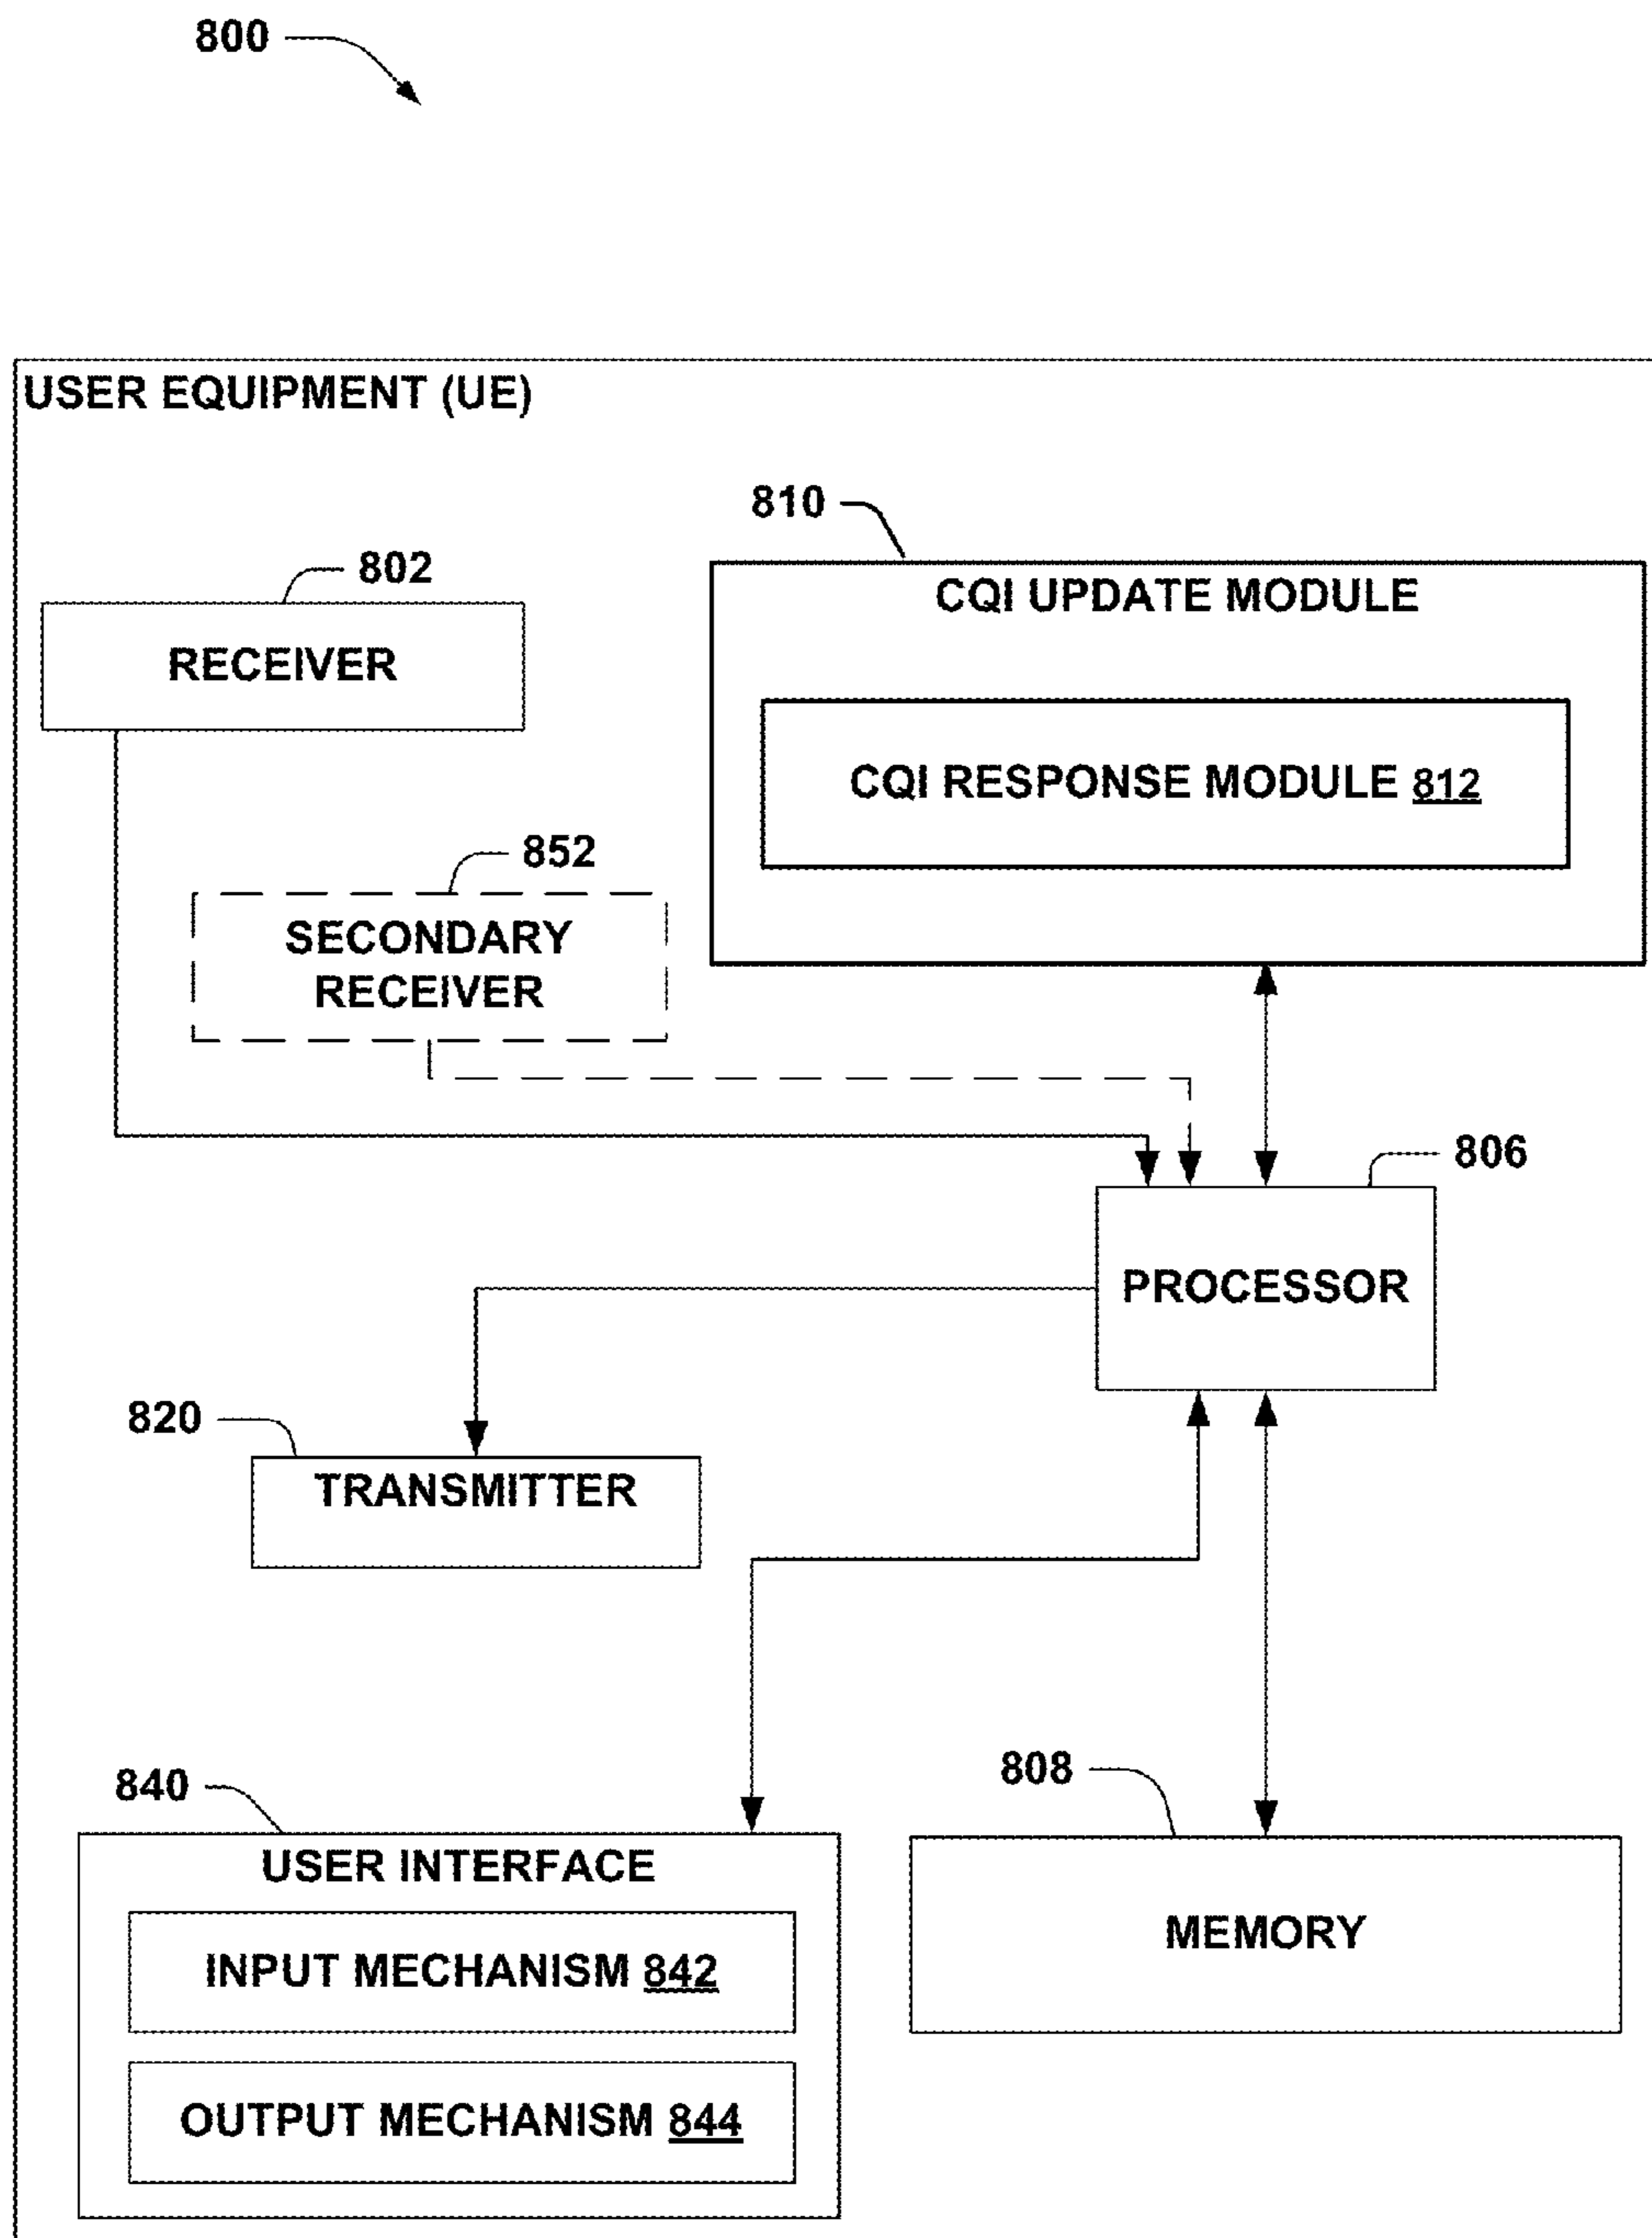 800
USER EQUIPMENT (UE)
810
802
CQI UPDATE MODULE
RECEIVER
CQI RESPONSE MODULE 812
852
SECONDARY
RECEIVER
806
PROCESSOR
820
TRANSMITTER
808
840
USER INTERFACE
INPUT MECHANISM 842
MEMORY
OUTPUT MECHANISM 844